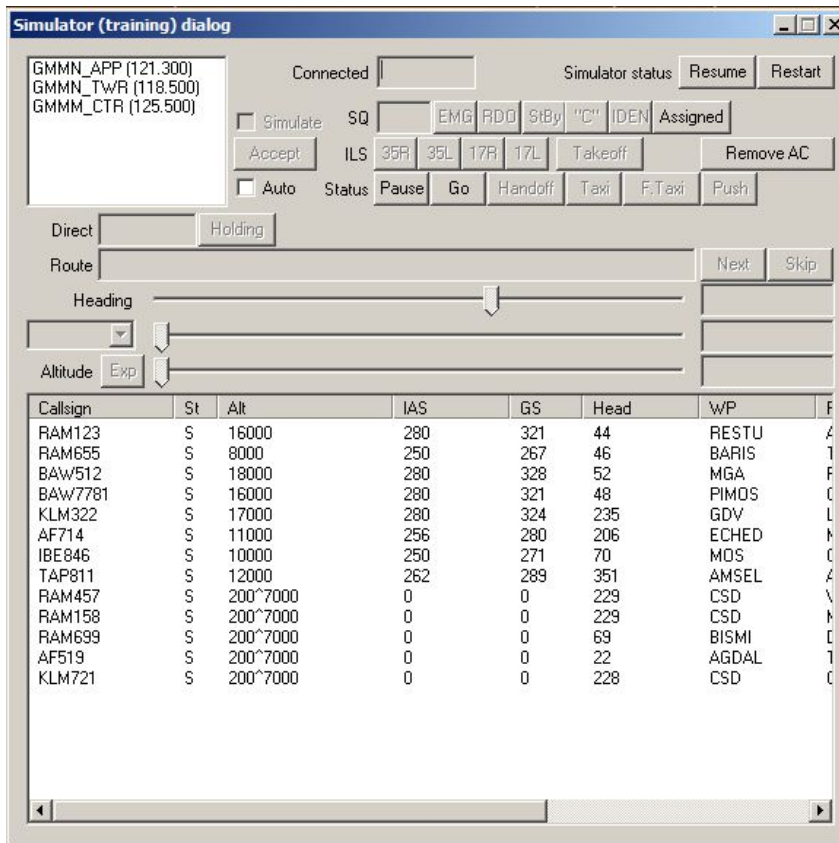 Simulator (training) dialog
GMMN_APP (121.300)
GMMN_TWR (118.500)
GMMM_CTR (125.500)
Connected
Simulator status Resume Restart
Simulate SQ EMG RDO StBy "C" IDEN Assigned
Accept ILS 35R 35L 17R 17L Takeoff Remove AC
Auto Status Pause Go Handoff Taxi F.Taxi Push
Direct Holding
Route Next Skip
Heading
Altitude Exp
Callsign St Alt IAS GS Head WP
RAM123 S 16000 280 321 44 RESTU
RAM655 S 8000 250 267 46 BARIS
BAW512 S 18000 280 328 52 MGA
BAW7781 S 16000 280 321 48 PIMOS
KLM322 S 17000 280 324 235 GDV
AF714 S 11000 256 280 206 ECHED
IBE846 S 10000 250 271 70 MOS
TAP811 S 12000 262 289 351 AMSEL
RAM457 S 200^7000 0 0 229 CSD
RAM158 S 200^7000 0 0 229 CSD
RAM699 S 200^7000 0 0 69 BISMI
AF519 S 200^7000 0 0 22 AGDAL
KLM721 S 200^7000 0 0 228 CSD